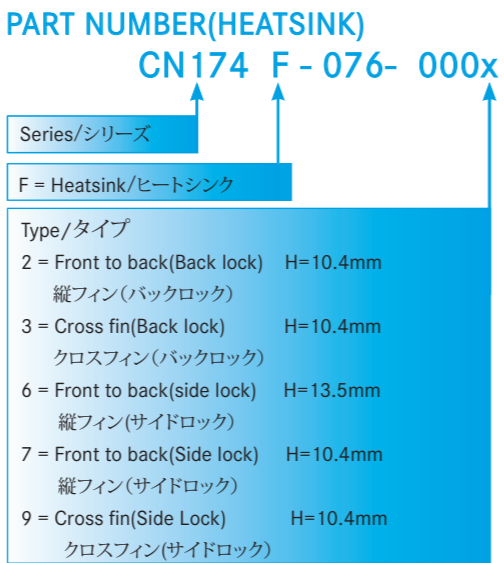 PART NUMBER(HEATSINK)
CN174 F - 076- 000x
Series/シリーズ
F = Heatsink/ヒートシンク
Type/タイプ
2 = Front to back(Back lock) H=10.4mm
縦フィン（バックロック）
3 = Cross fin(Back lock) H=10.4mm
クロスフィン（バックロック）
6 = Front to back(side lock) H=13.5mm
縦フィン(サイドロック）
7 = Front to back(Side lock) H=10.4mm
縦フィン（サイドロック）
9 = Cross fin(Side Lock) H=10.4mm
クロスフィン(サイドロック）